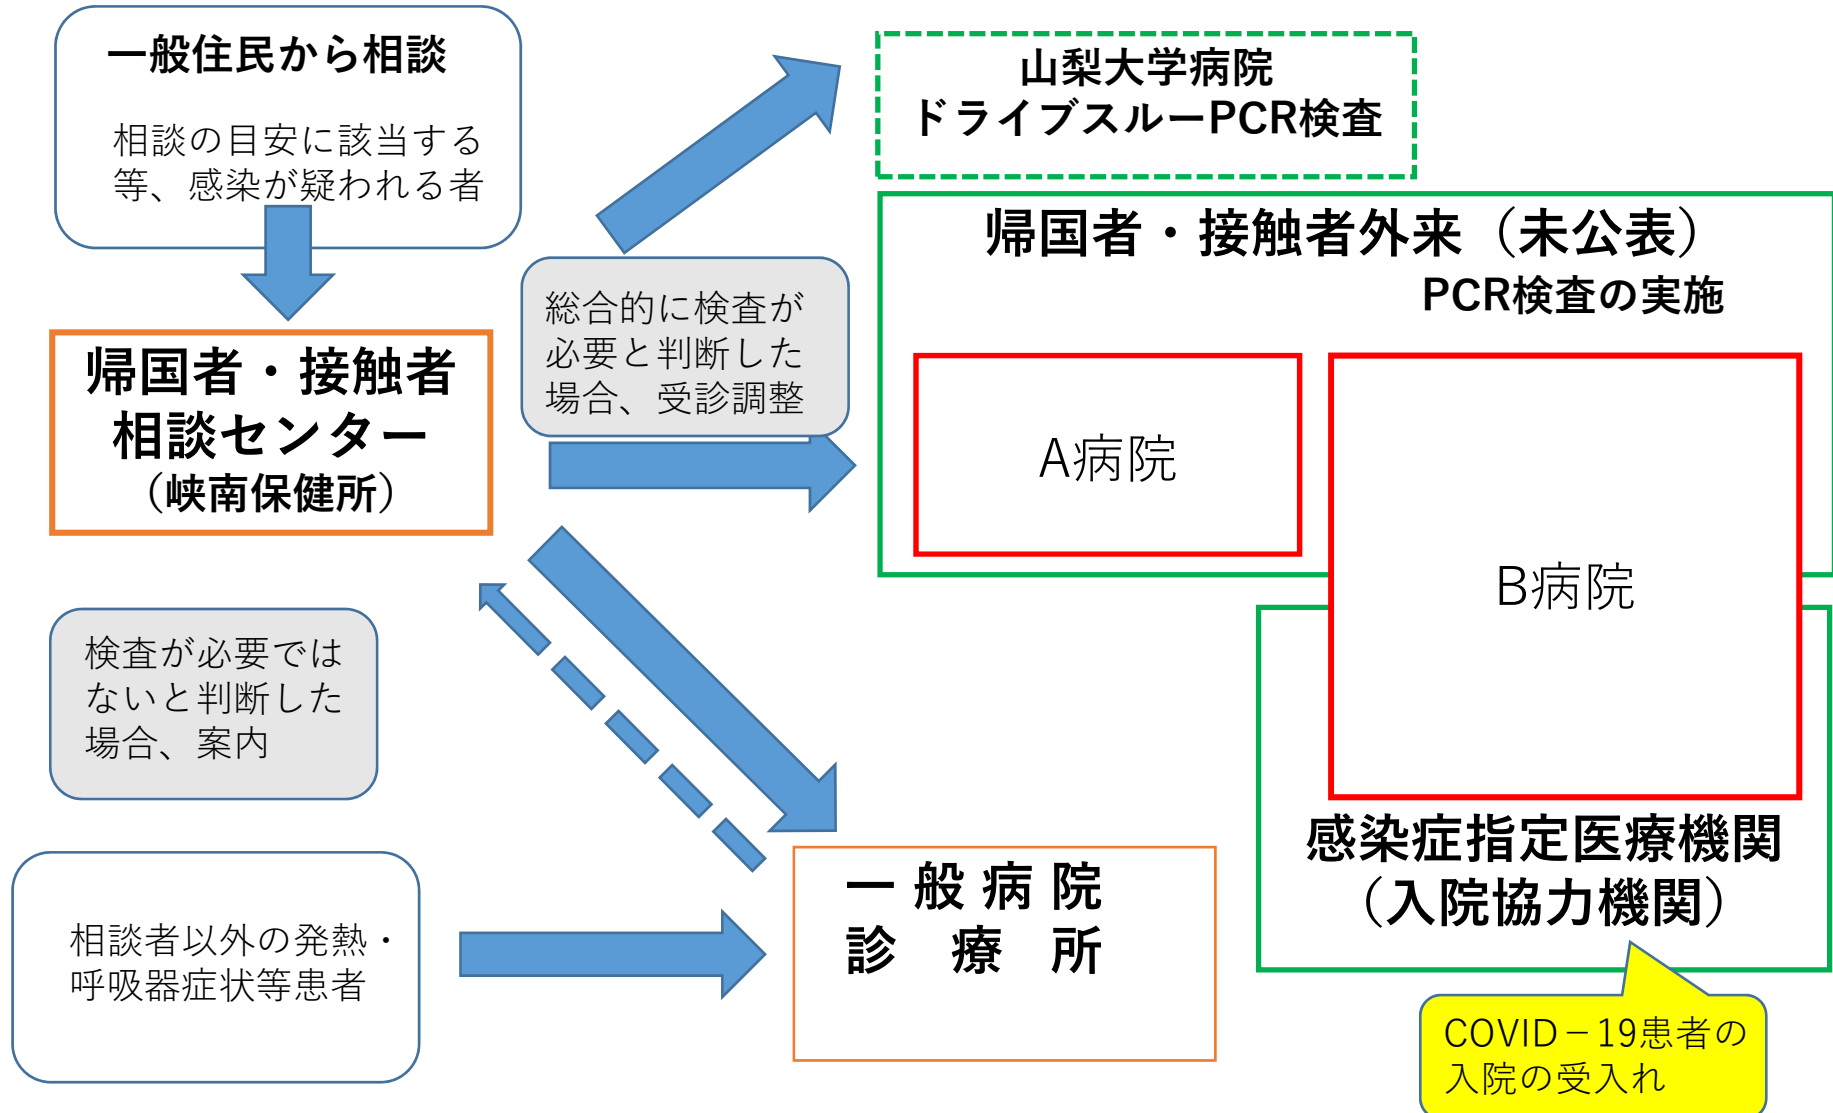 一般住民から相談
相談の目安に該当する
等、感染が疑われる者
山梨大学病院
ドライブスルーPCR検査
帰国者・接触者外来（未公表）
PCR検査の実施
総合的に検査が
必要と判断した
場合、受診調整
帰国者・接触者
相談センター
（峡南保健所）
A病院
B病院
検査が必要では
ないと判断した
場合、案内
感染症指定医療機関
（入院協力機関）
一般病院
診療所
相談者以外の発熱・
呼吸器症状等患者
COVID－19患者の
入院の受入れ